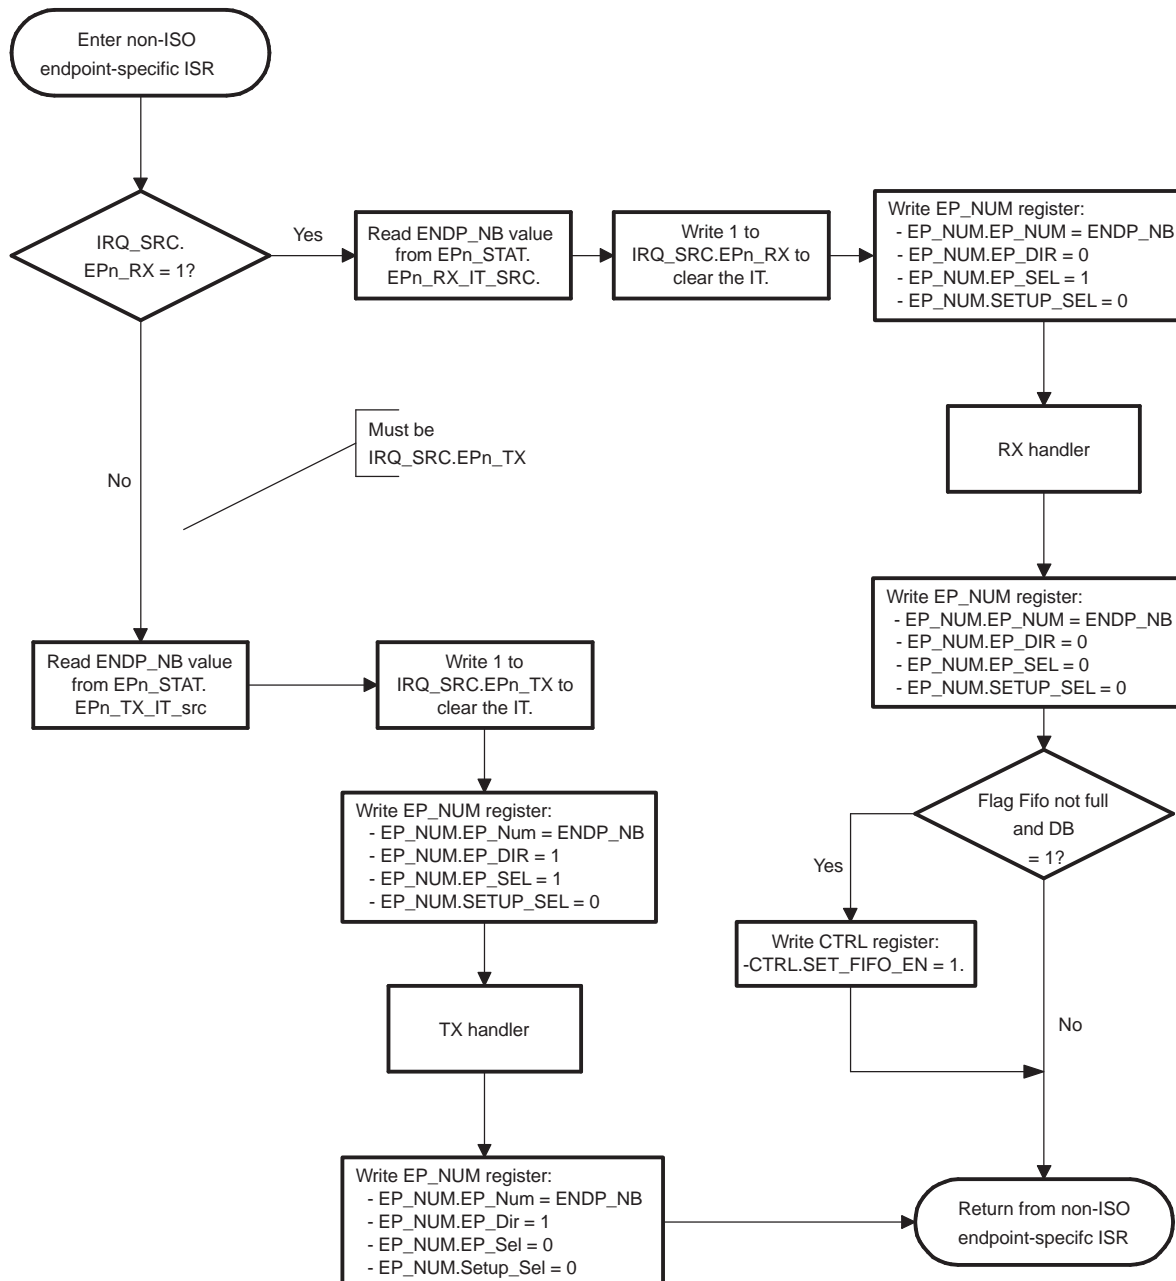 Enter non-ISO
endpoint-specific ISR
IRQ_SRC.
EPn_RX = 1?
Yes
Read ENDP_NB value
from EPn_STAT.
EPn_RX_IT_SRC.
Write 1 to
IRQ_SRC.EPn_RX to
clear the IT.
Write EP_NUM register:
- EP_NUM.EP_NUM = ENDP_NB
- EP_NUM.EP_DIR = 0
- EP_NUM.EP_SEL = 1
- EP_NUM.SETUP_SEL = 0
RX handler
Must be
IRQ_SRC.EPn_TX
No
Write EP_NUM register:
- EP_NUM.EP_NUM = ENDP_NB
- EP_NUM.EP_DIR = 0
- EP_NUM.EP_SEL = 0
- EP_NUM.SETUP_SEL = 0
Read ENDP_NB value
from EPn_STAT.
EPn_TX_IT_src
Write 1 to
IRQ_SRC.EPn_TX to
clear the IT.
Write EP_NUM register:
- EP_NUM.EP_Num = ENDP_NB
- EP_NUM.EP_DIR = 1
- EP_NUM.EP_SEL = 1
- EP_NUM.SETUP_SEL = 0
Flag Fifo not full
and DB
= 1?
Yes
Write CTRL register:
-CTRL.SET_FIFO_EN = 1.
No
TX handler
Write EP_NUM register:
- EP_NUM.EP_Num = ENDP_NB
- EP_NUM.EP_Dir = 1
- EP_NUM.EP_Sel = 0
- EP_NUM.Setup_Sel = 0
Return from non-ISO
endpoint-specifc ISR